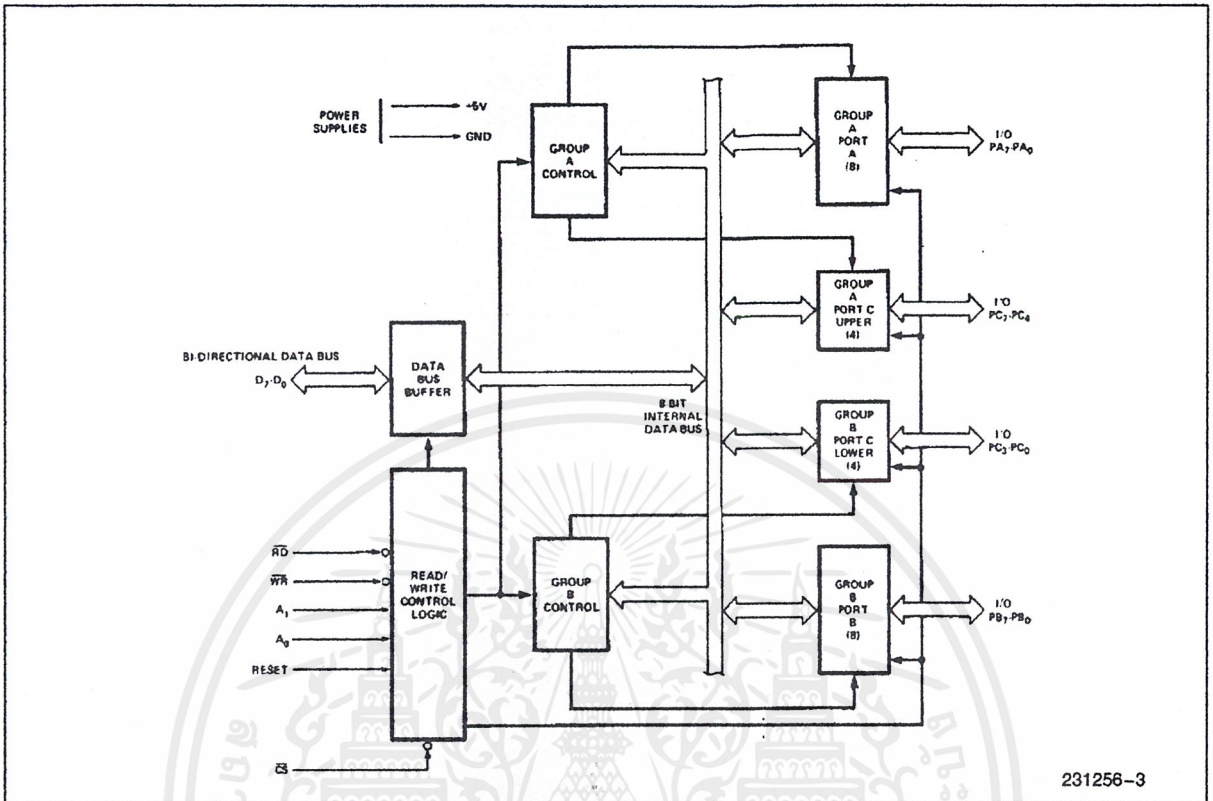 POWER
SUPPLIES
+5V
GND
GROUP
A
CONTROL
GROUP
A
PORT
A
(8)
I/O
PA7-PA0
GROUP
A
PORT C
UPPER
(4)
I/O
PC7-PC4
BI-DIRECTIONAL DATA BUS
D7-D0
DATA
BUS
BUFFER
8 BIT
INTERNAL
DATA BUS
GROUP
B
PORT C
LOWER
(4)
I/O
PC3-PC0
RD
WR
A1
A0
RESET
CS
READ/
WRITE
CONTROL
LOGIC
GROUP
B
CONTROL
GROUP
B
PORT
B
(8)
I/O
PB7-PB0
231256-3